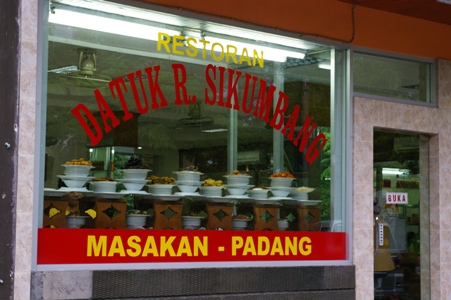 RESTORAN
DATUK R. SIKUMBANG
MASAKAN - PADANG
BUKA